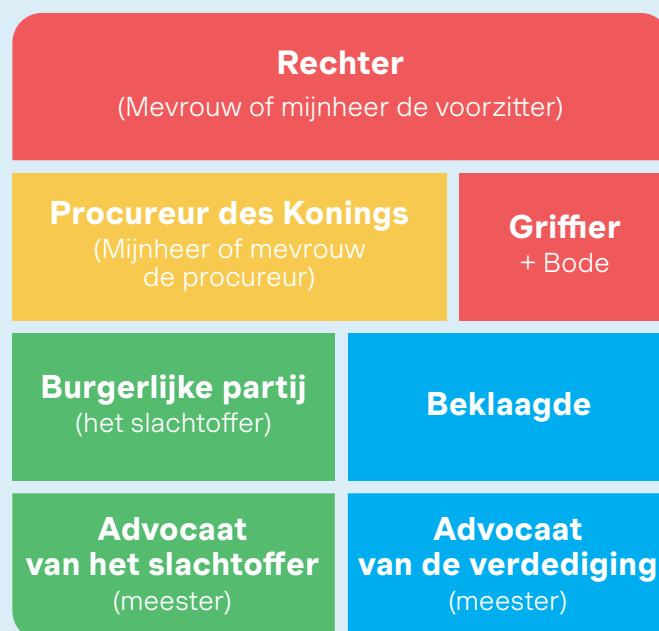 Rechter
(Mevrouw of mijnheer de voorzitter)
Procureur des Konings
(Mijnheer of mevrouw
de procureur)
Griffier
+ Bode
Burgerlijke partij
(het slachtoffer)
Beklaagde
Advocaat
van het slachtoffer
(meester)
Advocaat
van de verdediging
(meester)